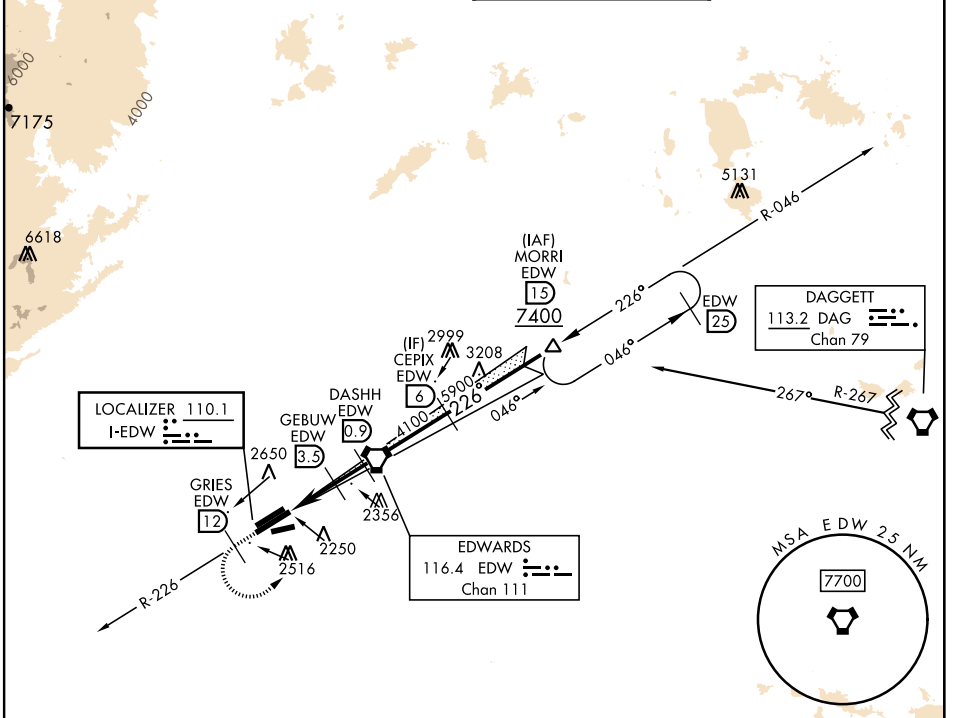 6000
7175
4000
6618
5131
R-046
(IAF)
MORRI
EDW
15
7400
226°
046°
EDW
25
DAGGETT
113.2 DAG
Chan 79
267° R-267
(IF)
CEPIX
EDW
6
2999
3208
5900
4100
226°
046°
DASHH
EDW
0.9
GEBUW
EDW
3.5
LOCALIZER 110.1
I-EDW
2650
GRIES
EDW
12
2356
2250
2516
R-226
EDWARDS
116.4 EDW
Chan 111
MSA EDW 25 NM
7700